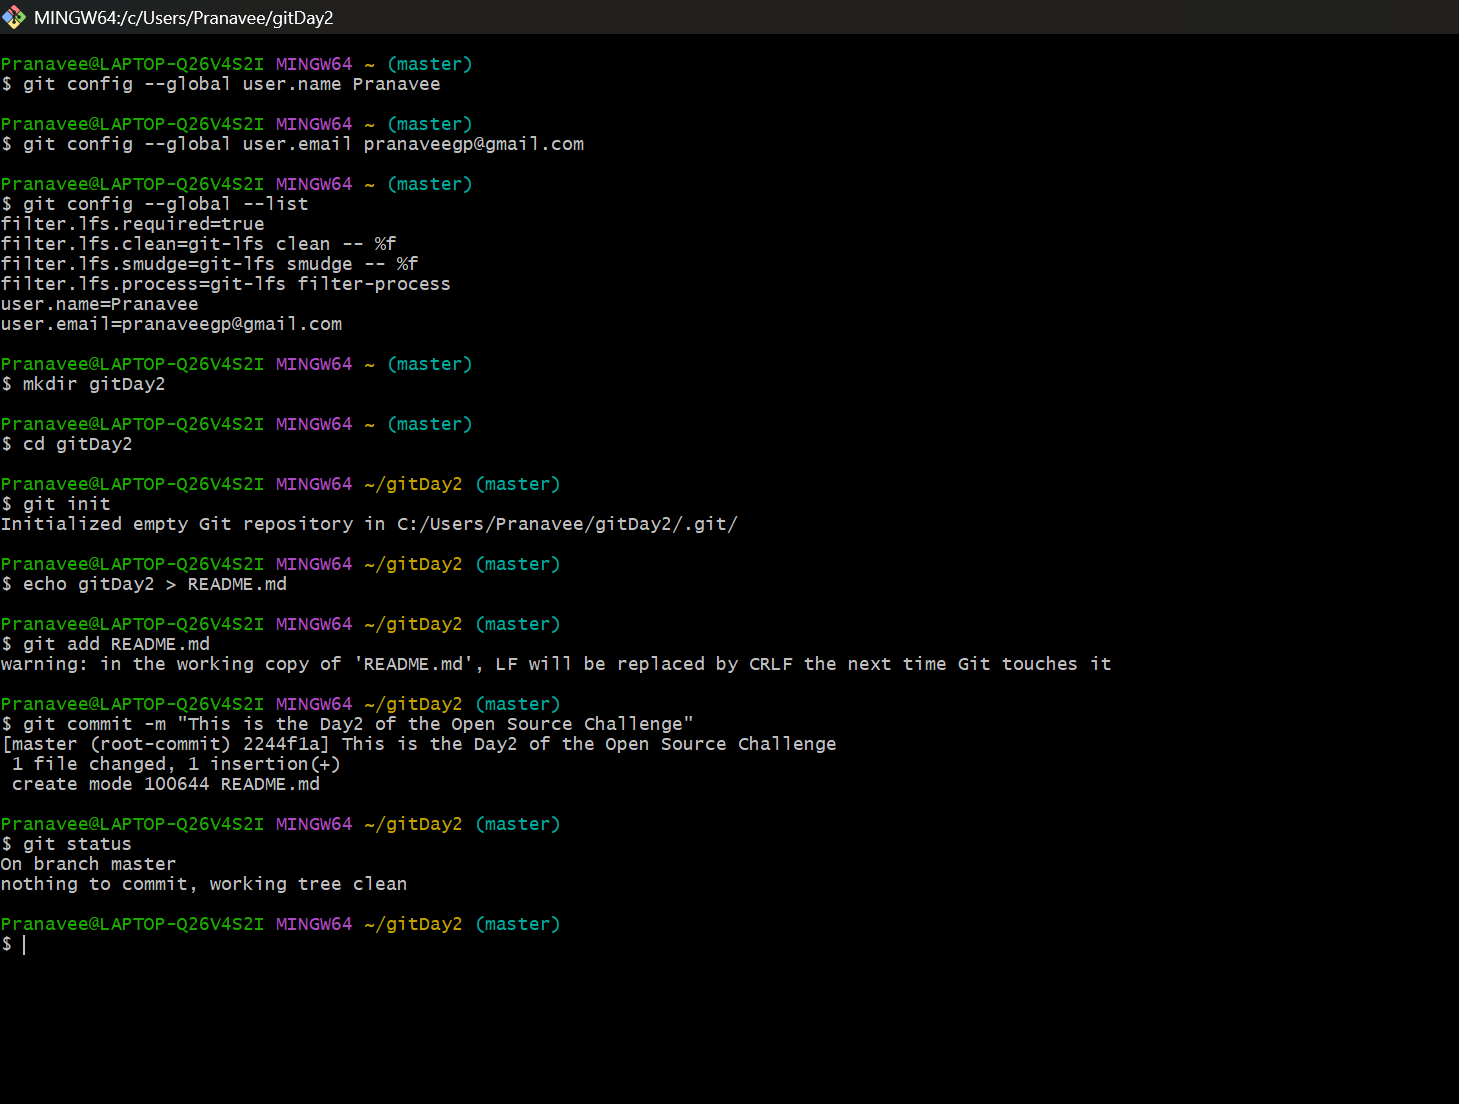 MINGW64:/c/Users/Pranavee/gitDay2
Pranavee@LAPTOP-Q26V4S2I MINGW64 ~ (master)
$ git config --global user.name Pranavee
Pranavee@LAPTOP-Q26V4S2I MINGW64 ~ (master)
$ git config --global user.email pranaveegp@gmail.com
Pranavee@LAPTOP-Q26V4S2I MINGW64 ~ (master)
$ git config --global --list
filter.lfs.required=true
filter.lfs.clean=git-lfs clean -- %f
filter.lfs.smudge=git-lfs smudge -- %f
filter.lfs.process=git-lfs filter-process
user.name=Pranavee
user.email=pranaveegp@gmail.com
Pranavee@LAPTOP-Q26V4S2I MINGW64 ~ (master)
$ mkdir gitDay2
Pranavee@LAPTOP-Q26V4S2I MINGW64 ~ (master)
$ cd gitDay2
Pranavee@LAPTOP-Q26V4S2I MINGW64 ~/gitDay2 (master)
$ git init
Initialized empty Git repository in C:/Users/Pranavee/gitDay2/.git/
Pranavee@LAPTOP-Q26V4S2I MINGW64 ~/gitDay2 (master)
$ echo gitDay2 > README.md
Pranavee@LAPTOP-Q26V4S2I MINGW64 ~/gitDay2 (master)
$ git add README.md
warning: in the working copy of 'README.md', LF will be replaced by CRLF the next time Git touches it
Pranavee@LAPTOP-Q26V4S2I MINGW64 ~/gitDay2 (master)
$ git commit -m "This is the Day2 of the Open Source Challenge"
[master (root-commit) 2244f1a] This is the Day2 of the Open Source Challenge
1 file changed, 1 insertion(+)
create mode 100644 README.md
Pranavee@LAPTOP-Q26V4S2I MINGW64 ~/gitDay2 (master)
$ git status
On branch master
nothing to commit, working tree clean
Pranavee@LAPTOP-Q26V4S2I MINGW64 ~/gitDay2 (master)
$